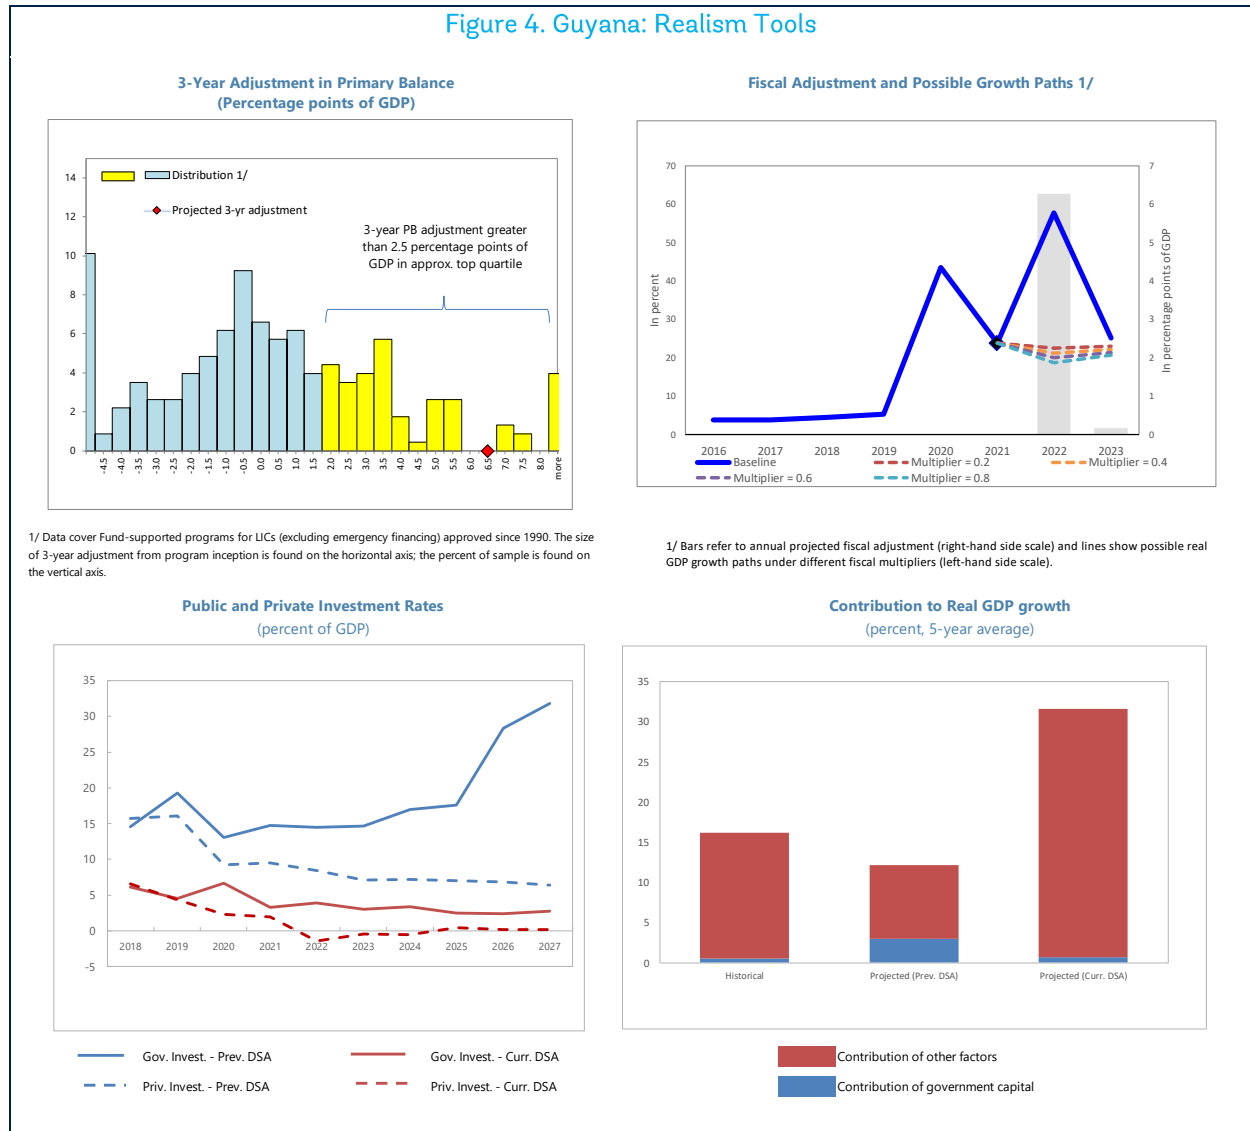 Figure 4. Guyana: Realism Tools
3-Year Adjustment in Primary Balance
(Percentage points of GDP)
14
12
10
8
6
4
2
0
Distribution 1/
Projected 3-yr adjustment
3-year PB adjustment greater
than 2.5 percentage points of
GDP in approx. top quartile
-4.5
-4.0
-3.5
-3.0
-2.5
-2.0
-1.5
-1.0
-0.5
0.0
0.5
1.0
1.5
2.0
2.5
3.0
3.5
4.0
4.5
5.0
5.5
6.0
6.5
7.0
7.5
8.0
more
1/ Data cover Fund-supported programs for LICs (excluding emergency financing) approved since 1990. The size
of 3-year adjustment from program inception is found on the horizontal axis; the percent of sample is found on
the vertical axis.
Fiscal Adjustment and Possible Growth Paths 1/
In percent
70
60
50
40
30
20
10
0
7
6
5
4
3
2
1
0
In percentage points of GDP
2016 2017 2018 2019 2020 2021 2022 2023
Baseline Multiplier = 0.2 Multiplier = 0.4
Multiplier = 0.6 Multiplier = 0.8
1/ Bars refer to annual projected fiscal adjustment (right-hand side scale) and lines show possible real
GDP growth paths under different fiscal multipliers (left-hand side scale).
Public and Private Investment Rates
(percent of GDP)
35
30
25
20
15
10
5
0
-5
2018 2019 2020 2021 2022 2023 2024 2025 2026 2027
Gov. Invest. - Prev. DSA Gov. Invest. - Curr. DSA
Priv. Invest. - Prev. DSA Priv. Invest. - Curr. DSA
Contribution to Real GDP growth
(percent, 5-year average)
35
30
25
20
15
10
5
0
Historical Projected (Prev. DSA) Projected (Curr. DSA)
Contribution of other factors
Contribution of government capital